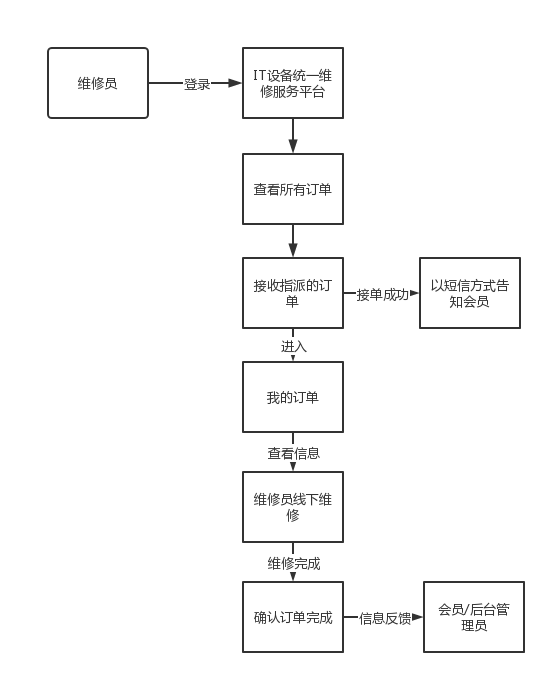 维修员
登录
IT设备统一维
修服务平台
查看所有订单
接收指派的订
单
接单成功
以短信方式告
知会员
进入
我的订单
查看信息
维修员线下维
修
维修完成
确认订单完成
信息反馈
会员/后台管
理员